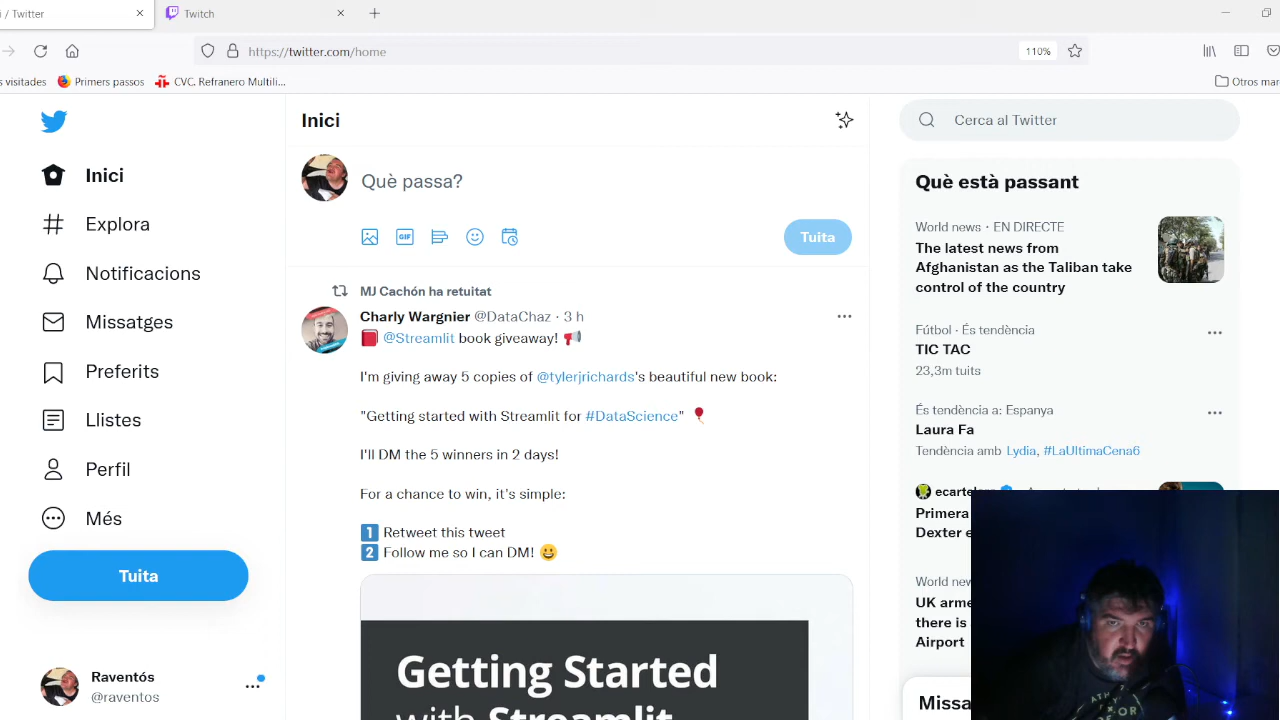 i / Twitter
Twitch
https://twitter.com/home
110%
s visitades
Primers passos
CVC. Refranero Multili...
Otros mar
Inici
Explora
Notificacions
Missatges
Preferits
Llistes
Perfil
Més
Tuita
Raventós
@raventos
Inici
Què passa?
GIF
Tuita
MJ Cachón ha retuitat
Charly Wargnier @DataChaz · 3 h
@Streamlit book giveaway!
I'm giving away 5 copies of @tylerjrichards's beautiful new book:
"Getting started with Streamlit for #DataScience"
I'll DM the 5 winners in 2 days!
For a chance to win, it's simple:
1 Retweet this tweet
2 Follow me so I can DM!
Getting Started
with Streamlit
Cerca al Twitter
Què està passant
World news · EN DIRECTE
The latest news from
Afghanistan as the Taliban take
control of the country
Fútbol · És tendència
TIC TAC
23,3m tuits
És tendència a: Espanya
Laura Fa
Tendència amb Lydia, #LaUltimaCena6
ecartelera
Primera
Dexter e
World new
UK arme
there is
Airport
Missa